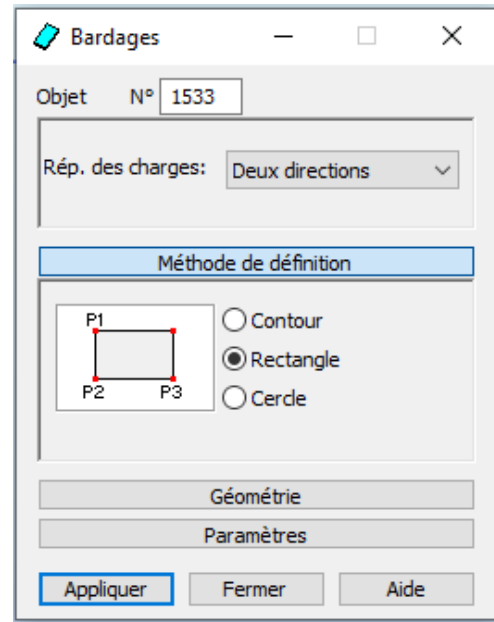 Bardages
Objet N° 1533
Rép. des charges: Deux directions
Méthode de définition
P1
Contour
Rectangle
P2 P3
Cercle
Géométrie
Paramètres
Appliquer Fermer Aide